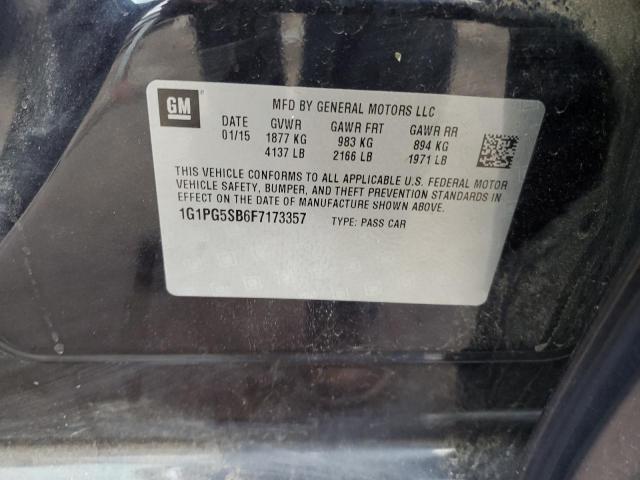 GM
MFD BY GENERAL MOTORS LLC
DATE GVWR GAWR FRT GAWR RR
01/15 1877 KG 983 KG 894 KG
4137 LB 2166 LB 1971 LB
THIS VEHICLE CONFORMS TO ALL APPLICABLE U.S. FEDERAL MOTOR
VEHICLE SAFETY, BUMPER, AND THEFT PREVENTION STANDARDS IN
EFFECT ON THE DATE OF MANUFACTURE SHOWN ABOVE.
1G1PG5SB6F7173357 TYPE: PASS CAR